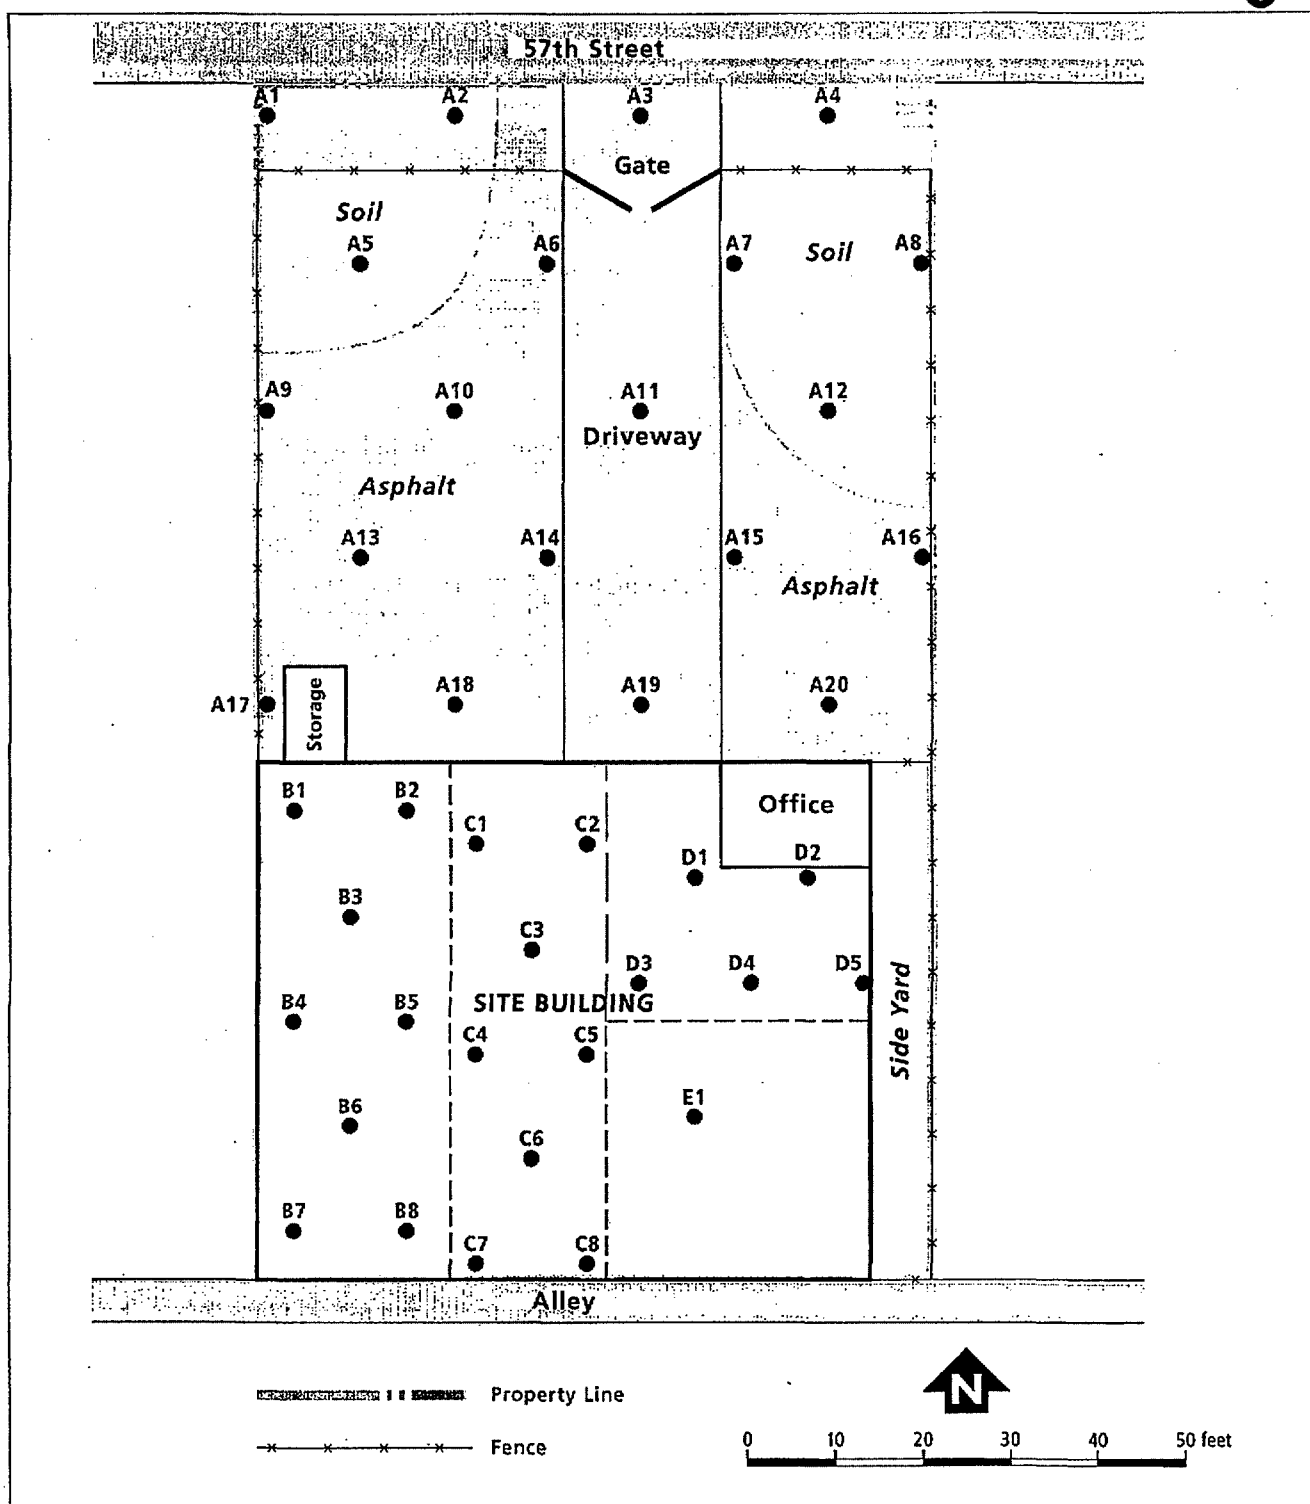 57th Street
A1 A2 A3 A4
Gate
Soil
A5 A6 A7 Soil A8
A9 A10 A11 A12
Driveway
Asphalt
A13 A14 A15 A16
Asphalt
A17 Storage A18 A19 A20
B1 B2 Office
C1 C2
D1 D2
B3
C3
D3 D4 D5
SITE BUILDING
Side Yard
B4 B5
C4 C5
E1
B6
C6
B7 B8
C7 C8
Alley
Property Line
N
Fence
0 10 20 30 40 50 feet